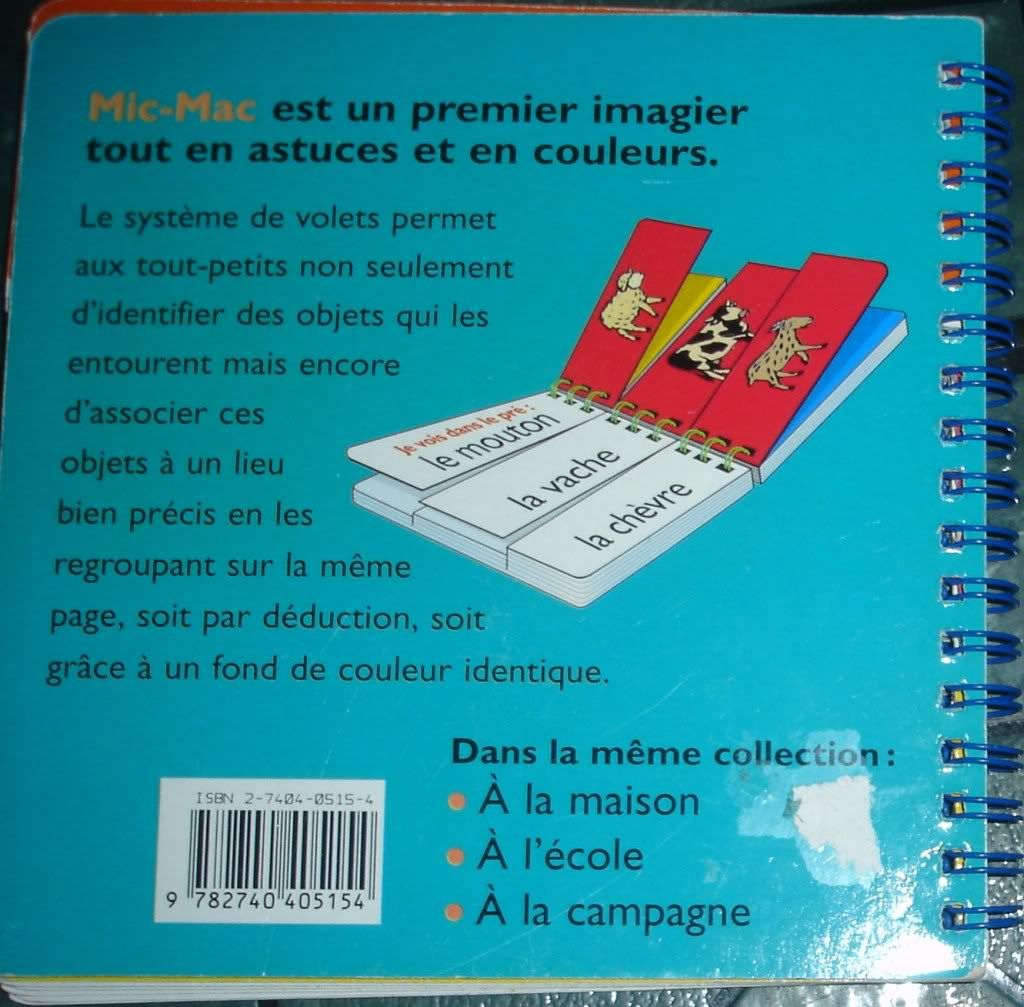 Mic-Mac est un premier imagier
tout en astuces et en couleurs.
Le système de volets permet
aux tout-petits non seulement
d'identifier des objets qui les
entourent mais encore
d'associer ces
objets à un lieu
bien précis en les
regroupant sur la même
page, soit par déduction, soit
grâce à un fond de couleur identique.
Je vois dans le pré :
le mouton
la vache
la chèvre
Dans la même collection :
• À la maison
• À l'école
• À la campagne
ISBN 2-7404-0515-4
9 782740 405154